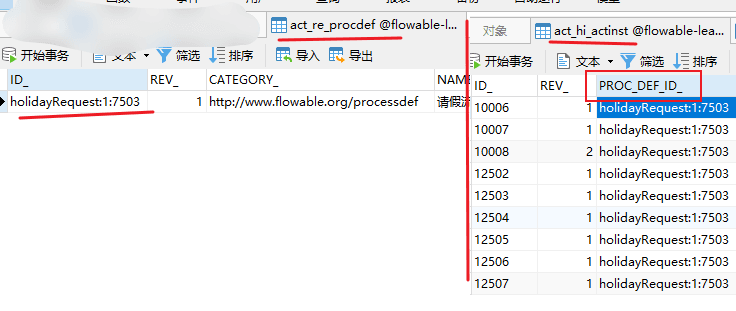 act_re_procdef @flowable-l...
开始事务 文本 筛选 排序 导入 导出
ID_ REV_ CATEGORY_ NAME
holidayRequest:1:7503 1 http://www.flowable.org/processdef 请假流
对象 act_hi_actinst @flowable-lea...
开始事务 文本 筛选 排序
ID_ REV_ PROC_DEF_ID_
10006 1 holidayRequest:1:7503
10007 1 holidayRequest:1:7503
10008 2 holidayRequest:1:7503
12502 1 holidayRequest:1:7503
12503 1 holidayRequest:1:7503
12504 1 holidayRequest:1:7503
12505 1 holidayRequest:1:7503
12506 1 holidayRequest:1:7503
12507 1 holidayRequest:1:7503